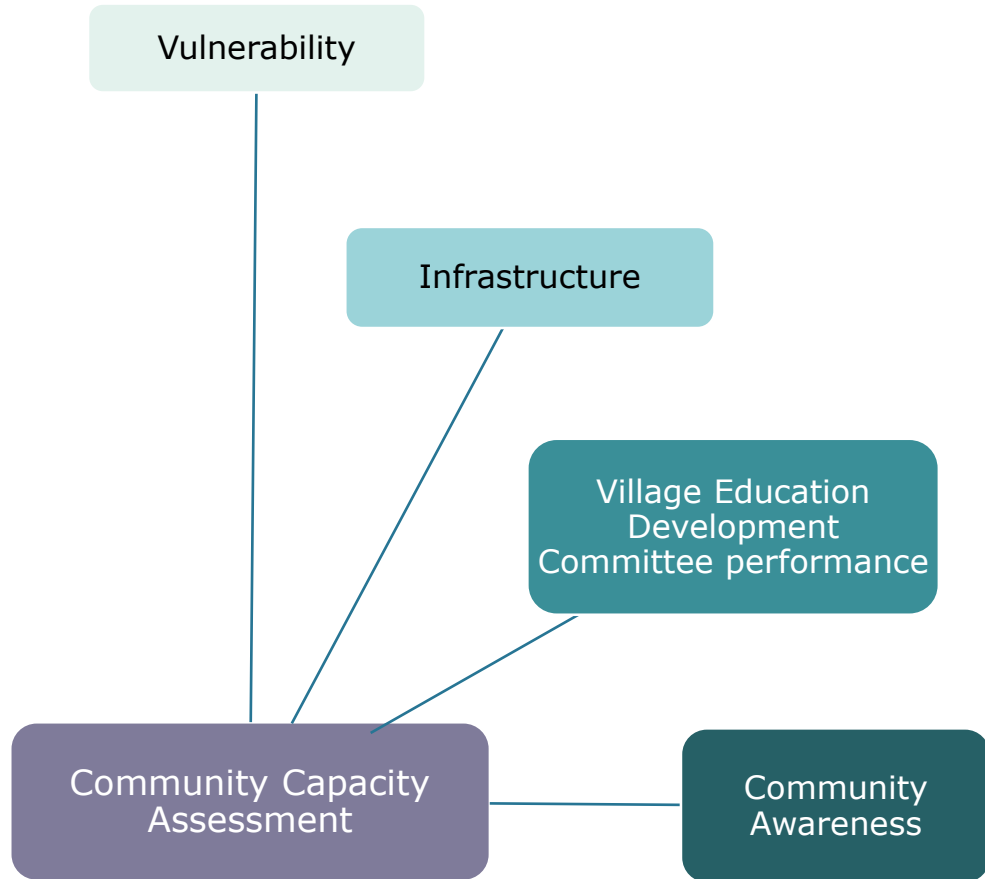 Vulnerability
Infrastructure
Village Education
Development
Committee performance
Community Capacity
Assessment
Community
Awareness